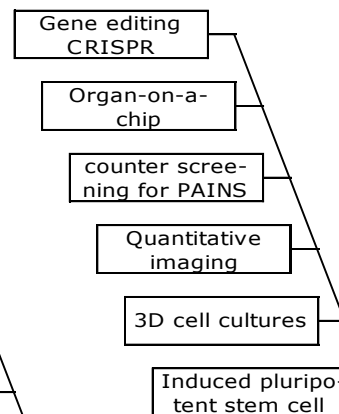 Gene editing
CRISPR
Organ-on-a-
chip
counter scree-
ning for PAINS
Quantitative
imaging
3D cell cultures
Induced pluripo-
tent stem cell